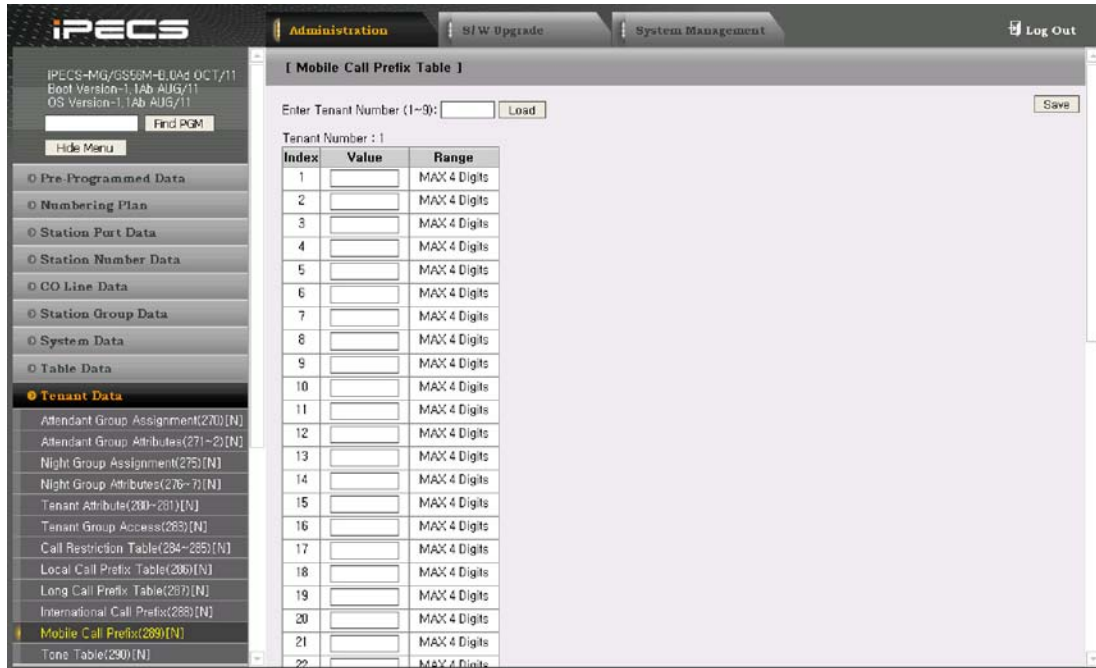 iPECS
Administration
S/W Upgrade
System Management
Log Out
iPECS-MG/GS56M-B.0Ad OCT/11
Boot Version-1.1Ab AUG/11
OS Version-1.1Ab AUG/11
Find PGM
Hide Menu
Pre-Programmed Data
Numbering Plan
Station Port Data
Station Number Data
CO Line Data
Station Group Data
System Data
Table Data
Tenant Data
Attendant Group Assignment(270)[N]
Attendant Group Attributes(271~2)[N]
Night Group Assignment(275)[N]
Night Group Attributes(276~7)[N]
Tenant Attribute(280~281)[N]
Tenant Group Access(283)[N]
Call Restriction Table(284~285)[N]
Local Call Prefix Table(286)[N]
Long Call Prefix Table(287)[N]
International Call Prefix(288)[N]
Mobile Call Prefix(289)[N]
Tone Table(290)[N]
[ Mobile Call Prefix Table ]
Enter Tenant Number (1~9): Load
Save
Tenant Number : 1
Index Value Range
1 MAX 4 Digits
2 MAX 4 Digits
3 MAX 4 Digits
4 MAX 4 Digits
5 MAX 4 Digits
6 MAX 4 Digits
7 MAX 4 Digits
8 MAX 4 Digits
9 MAX 4 Digits
10 MAX 4 Digits
11 MAX 4 Digits
12 MAX 4 Digits
13 MAX 4 Digits
14 MAX 4 Digits
15 MAX 4 Digits
16 MAX 4 Digits
17 MAX 4 Digits
18 MAX 4 Digits
19 MAX 4 Digits
20 MAX 4 Digits
21 MAX 4 Digits
22 MAX 4 Digits